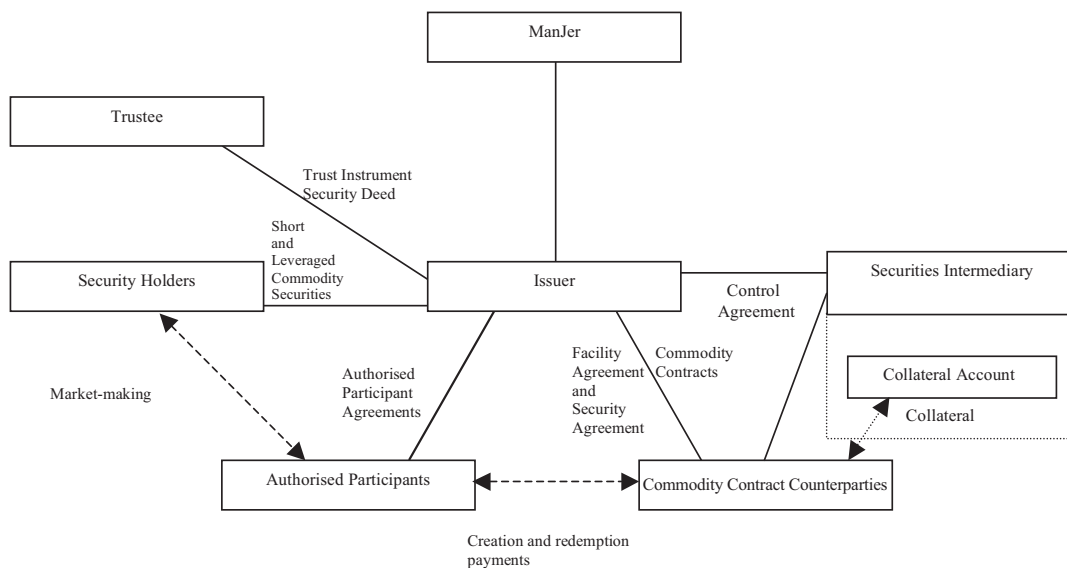 ManJer
Trustee
Trust Instrument
Security Deed
Short
and
Leveraged
Commodity
Securities
Security Holders
Issuer
Securities Intermediary
Control
Agreement
Collateral Account
Collateral
Market-making
Authorised
Participant
Agreements
Facility
Agreement
and
Security
Agreement
Commodity
Contracts
Authorised Participants
Commodity Contract Counterparties
Creation and redemption
payments